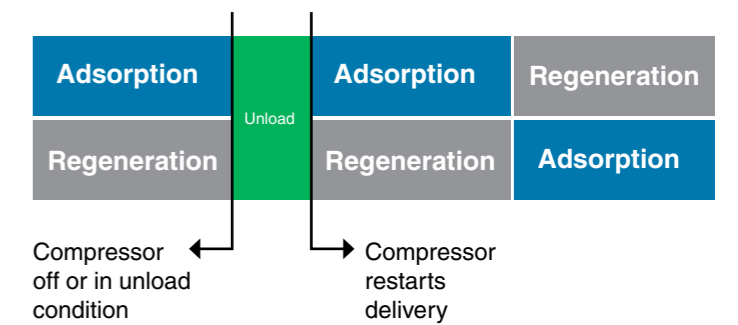 Adsorption
Unload
Adsorption
Regeneration
Regeneration
Regeneration
Adsorption
Compressor
off or in unload
condition
Compressor
restarts
delivery